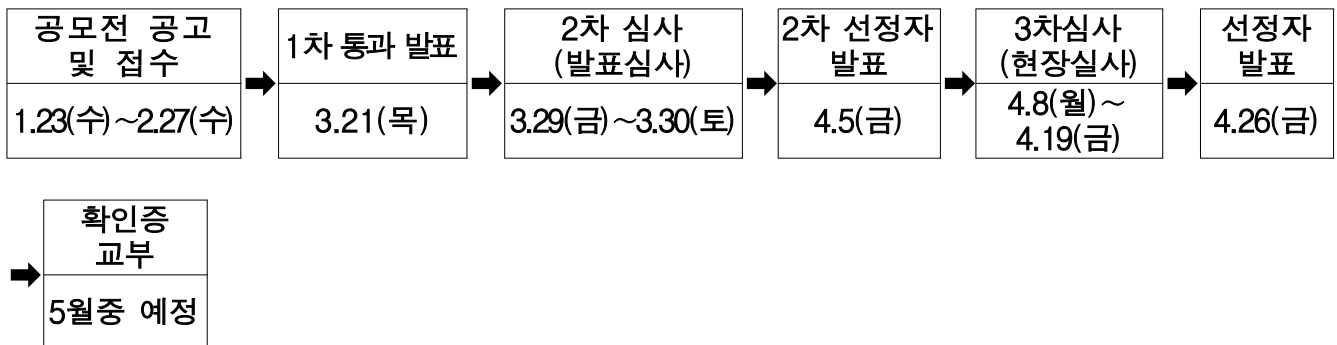 공모전 공고
및 접수
1.23(수)~2.27(수)
1차 통과 발표
3.21(목)
2차 심사
(발표심사)
3.29(금)~3.30(토)
2차 선정자
발표
4.5(금)
3차심사
(현장실사)
4.8(월)~
4.19(금)
선정자
발표
4.26(금)
확인증
교부
5월중 예정